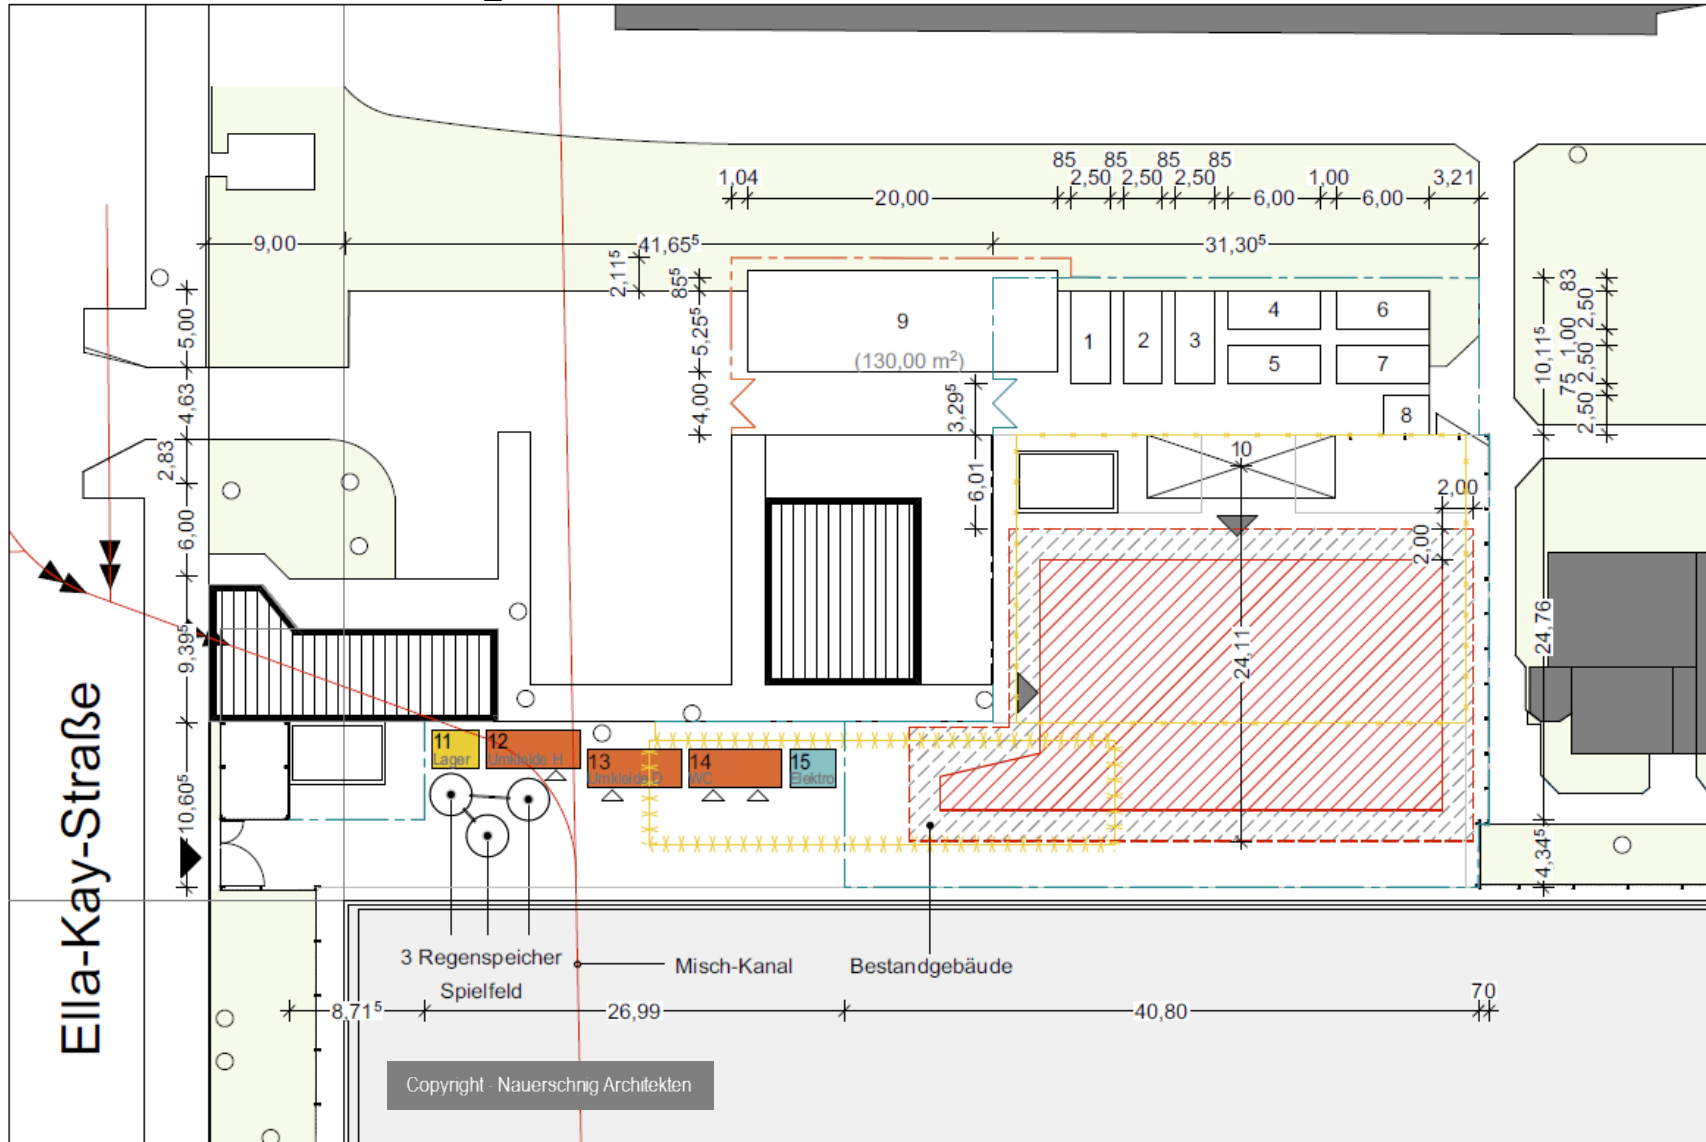 85 85 85 85
1,04 2,50 2,50 2,50 1,00 3,21
20,00 6,00 6,00
9,00 41,65⁵ 31,30⁵
2,11⁵
85⁵
5,25⁵
4,00
5,00
4,63
2,83
6,00
9,39⁵
10,60⁵
9
(130,00 m²)
1 2 3
4 6
5 7
8
10
3,29⁵
6,01
2,00
2,00
24,11
10,11⁵
83
2,50
1,00
2,50
75
2,50
24,76
4,34⁵
11
Lager
12
Umkleide H
13
Umkleide D
14
WC
15
Elektro
Ella-Kay-Straße
3 Regenspeicher
Spielfeld
Misch-Kanal
Bestandgebäude
8,71⁵ 26,99 40,80 70
Copyright - Nauerschnig Architekten